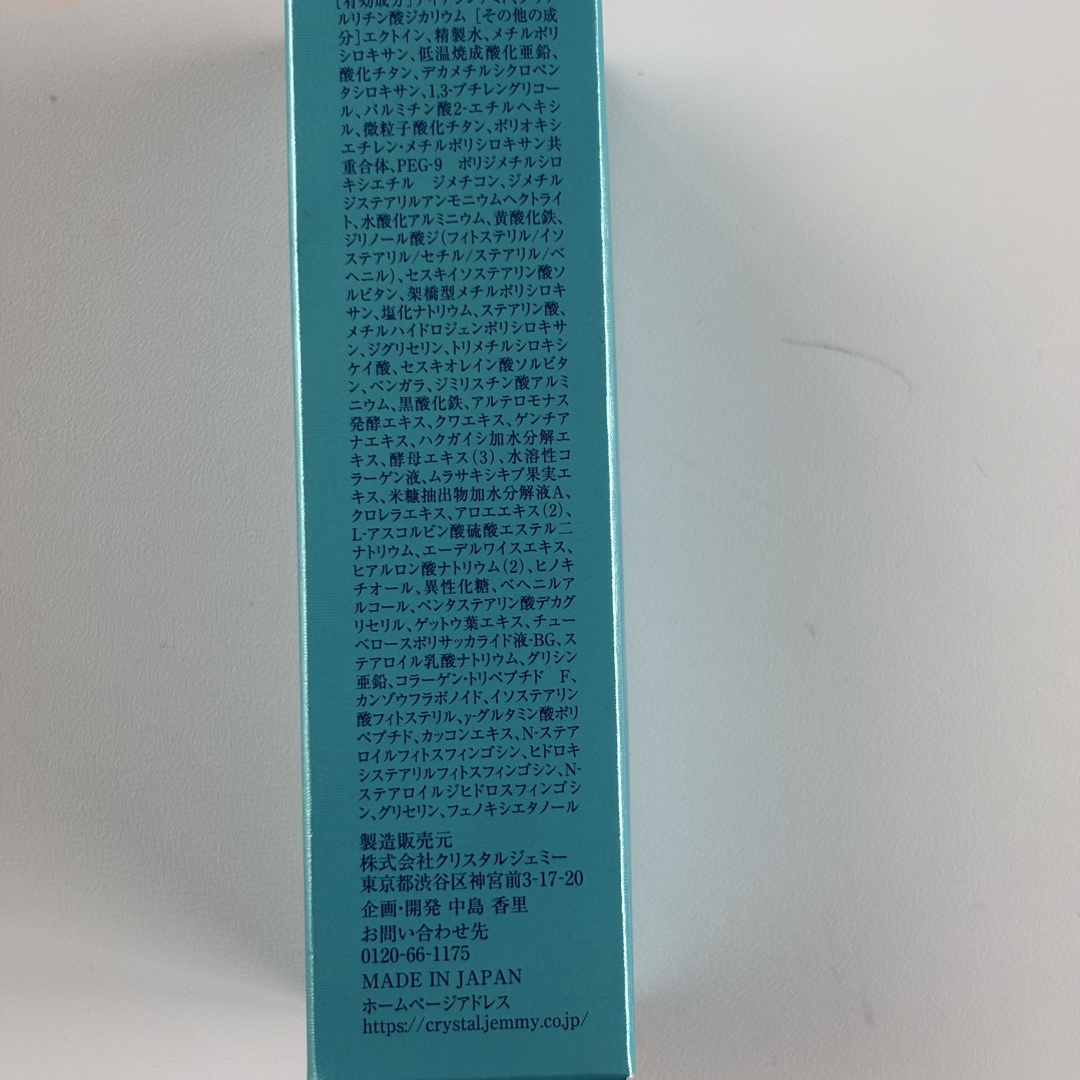 ルリチン酸ジカリウム [その他の成
分]エクトイン、精製水、メチルポリ
シロキサン、低温焼成酸化亜鉛、
酸化チタン、デカメチルシクロペン
タシロキサン、1,3-ブチレングリコー
ル、パルミチン酸2-エチルヘキシ
ル、微粒子酸化チタン、ポリオキシ
エチレン・メチルポリシロキサン共
重合体、PEG-9　ポリジメチルシロ
キシエチル　ジメチコン、ジメチル
ジステアリルアンモニウムヘクトライ
ト、水酸化アルミニウム、黄酸化鉄、
ジリノール酸ジ(フィトステリル/イソ
ステアリル/セチル/ステアリル/ベ
ヘニル)、セスキイソステアリン酸ソ
ルビタン、架橋型メチルポリシロキ
サン、塩化ナトリウム、ステアリン酸、
メチルハイドロジェンポリシロキサ
ン、ジグリセリン、トリメチルシロキシ
ケイ酸、セスキオレイン酸ソルビタ
ン、ベンガラ、ジミリスチン酸アルミ
ニウム、黒酸化鉄、アルテロモナス
発酵エキス、クワエキス、ゲンチア
ナエキス、ハクガイシ加水分解エ
キス、酵母エキス(3)、水溶性コ
ラーゲン液、ムラサキシキブ果実エ
キス、米糠抽出物加水分解液A、
クロレラエキス、アロエエキス(2)、
L-アスコルビン酸硫酸エステル二
ナトリウム、エーデルワイスエキス、
ヒアルロン酸ナトリウム(2)、ヒノキ
チオール、異性化糖、ベヘニルア
ルコール、ペンタステアリン酸デカグ
リセリル、ゲットウ葉エキス、チュー
ベロースポリサッカライド液-BG、ス
テアロイル乳酸ナトリウム、グリシン
亜鉛、コラーゲン・トリペプチド　F、
カンゾウフラボノイド、イソステアリン
酸フィトステリル、γ-グルタミン酸ポリ
ペプチド、カッコンエキス、N-ステア
ロイルフィトスフィンゴシン、ヒドロキ
システアリルフィトスフィンゴシン、N-
ステアロイルジヒドロスフィンゴシ
ン、グリセリン、フェノキシエタノール
製造販売元
株式会社クリスタルジェミー
東京都渋谷区神宮前3-17-20
企画・開発 中島 香里
お問い合わせ先
0120-66-1175
MADE IN JAPAN
ホームページアドレス
https://crystal.jemmy.co.jp/